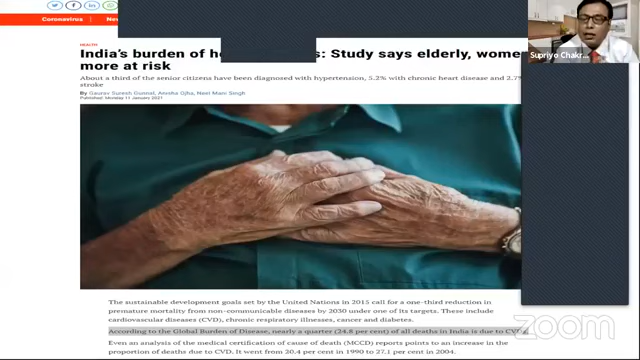 Coronavirus News
Supriyo Chakr...
HEALTH
India's burden of he s: Study says elderly, wome
more at risk
About a third of the senior citizens have been diagnosed with hypertension, 5.2% with chronic heart disease and 2.7%
stroke
By Gaurav Suresh Gunnal, Anisha Ojha, Neel Mani Singh
Published: Monday 11 January 2021
The sustainable development goals set by the United Nations in 2015 call for a one-third reduction in
premature mortality from non-communicable diseases by 2030 under one of its targets. These include
cardiovascular diseases (CVD), chronic respiratory illnesses, cancer and diabetes.
According to the Global Burden of Disease, nearly a quarter (24.8 per cent) of all deaths in India is due to CVDs.
Even an analysis of the medical certification of cause of death (MCCD) reports points to an increase in the
proportion of deaths due to CVD. It went from 20.4 per cent in 1990 to 27.1 per cent in 2004.
zoom